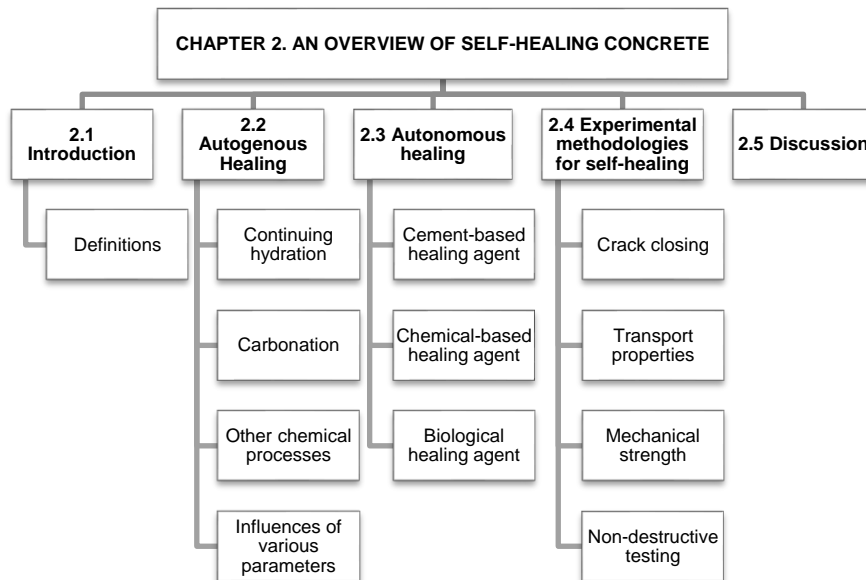 CHAPTER 2. AN OVERVIEW OF SELF-HEALING CONCRETE
2.1
Introduction
Definitions
2.2
Autogenous
Healing
Continuing
hydration
Carbonation
Other chemical
processes
Influences of
various
parameters
2.3 Autonomous
healing
Cement-based
healing agent
Chemical-based
healing agent
Biological
healing agent
2.4 Experimental
methodologies
for self-healing
Crack closing
Transport
properties
Mechanical
strength
Non-destructive
testing
2.5 Discussion